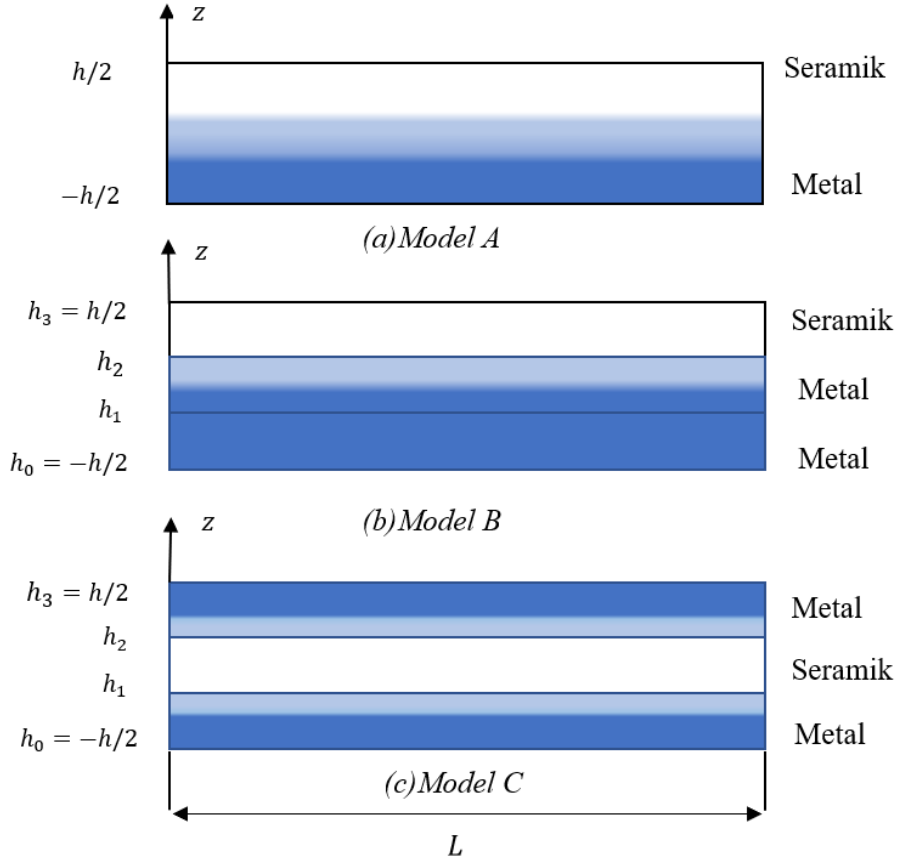 z
h/2
Seramik
−h/2
Metal
(a)Model A
z
h₃ = h/2
Seramik
h₂
Metal
h₁
h₀ = −h/2
Metal
(b)Model B
z
h₃ = h/2
Metal
h₂
Seramik
h₁
h₀ = −h/2
Metal
(c)Model C
L